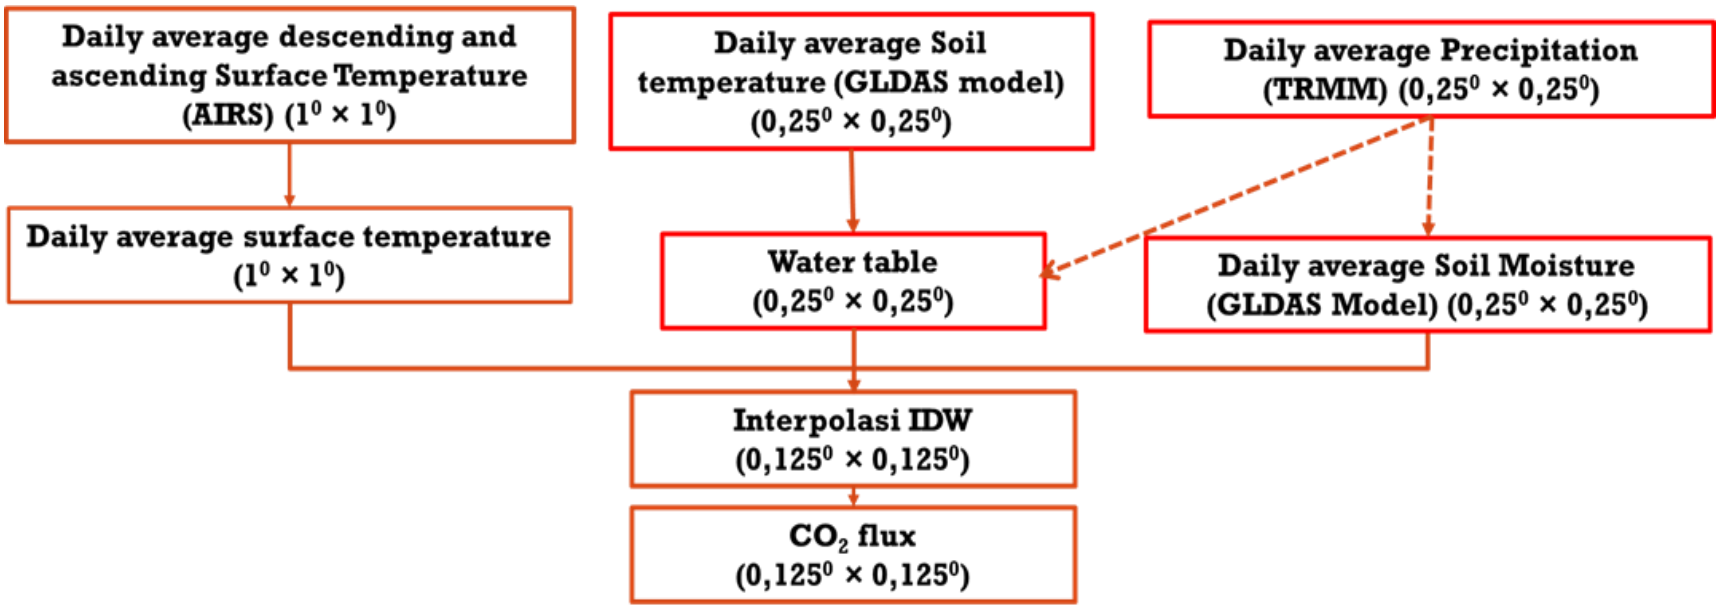 Daily average descending and
ascending Surface Temperature
(AIRS) (1⁰ × 1⁰)
Daily average Soil
temperature (GLDAS model)
(0,25⁰ × 0,25⁰)
Daily average Precipitation
(TRMM) (0,25⁰ × 0,25⁰)
Daily average surface temperature
(1⁰ × 1⁰)
Water table
(0,25⁰ × 0,25⁰)
Daily average Soil Moisture
(GLDAS Model) (0,25⁰ × 0,25⁰)
Interpolasi IDW
(0,125⁰ × 0,125⁰)
CO₂ flux
(0,125⁰ × 0,125⁰)